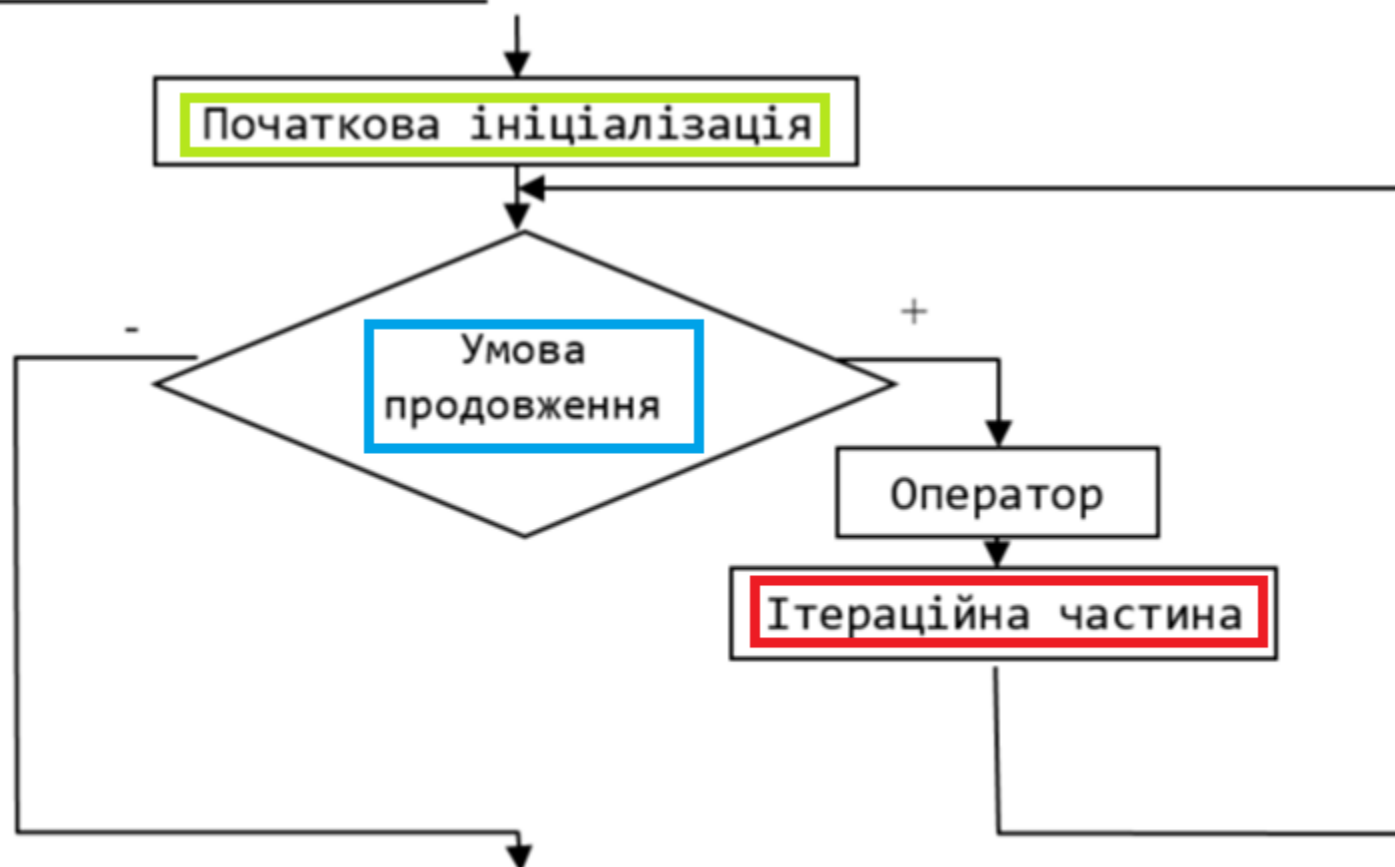 Початкова ініціалізація
-
+
Умова
продовження
Оператор
Ітераційна частина